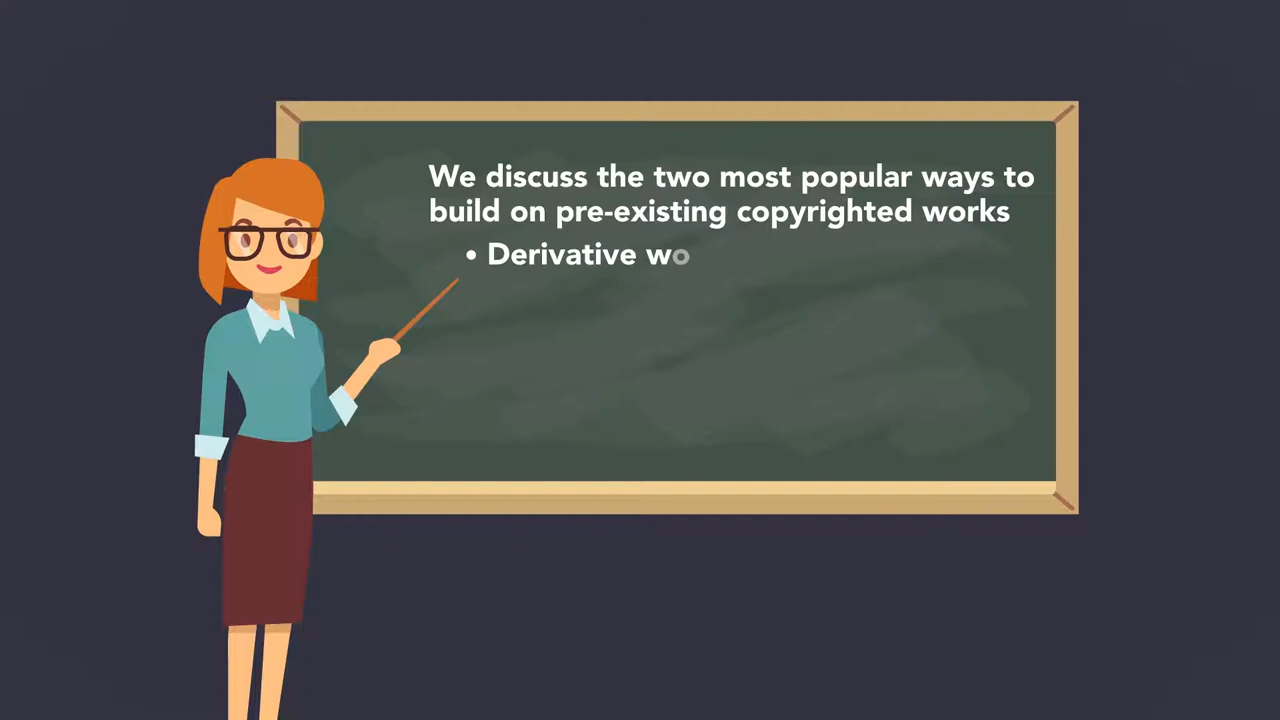 We discuss the two most popular ways to
build on pre-existing copyrighted works
• Derivative wo